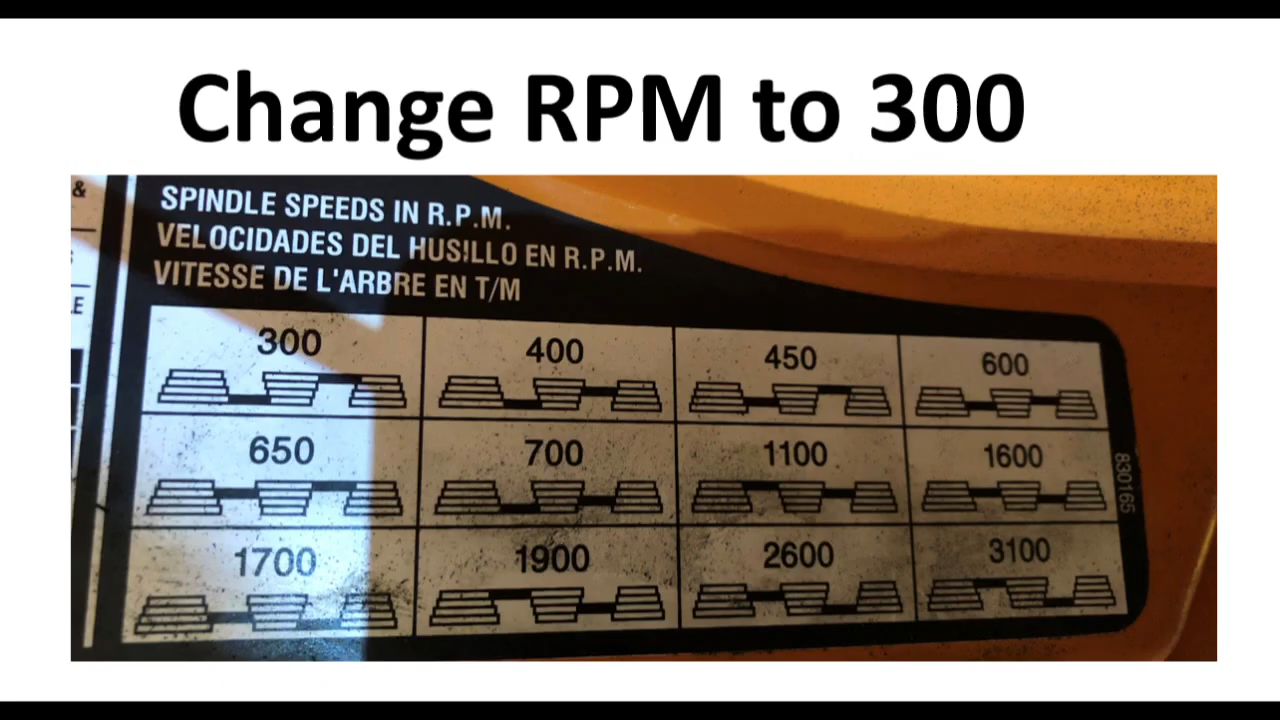 Change RPM to 300
&
SPINDLE SPEEDS IN R.P.M.
VELOCIDADES DEL HUSILLO EN R.P.M.
VITESSE DE L'ARBRE EN T/M
LE
300 400 450 600
650 700 1100 1600
830165
1700 1900 2600 3100